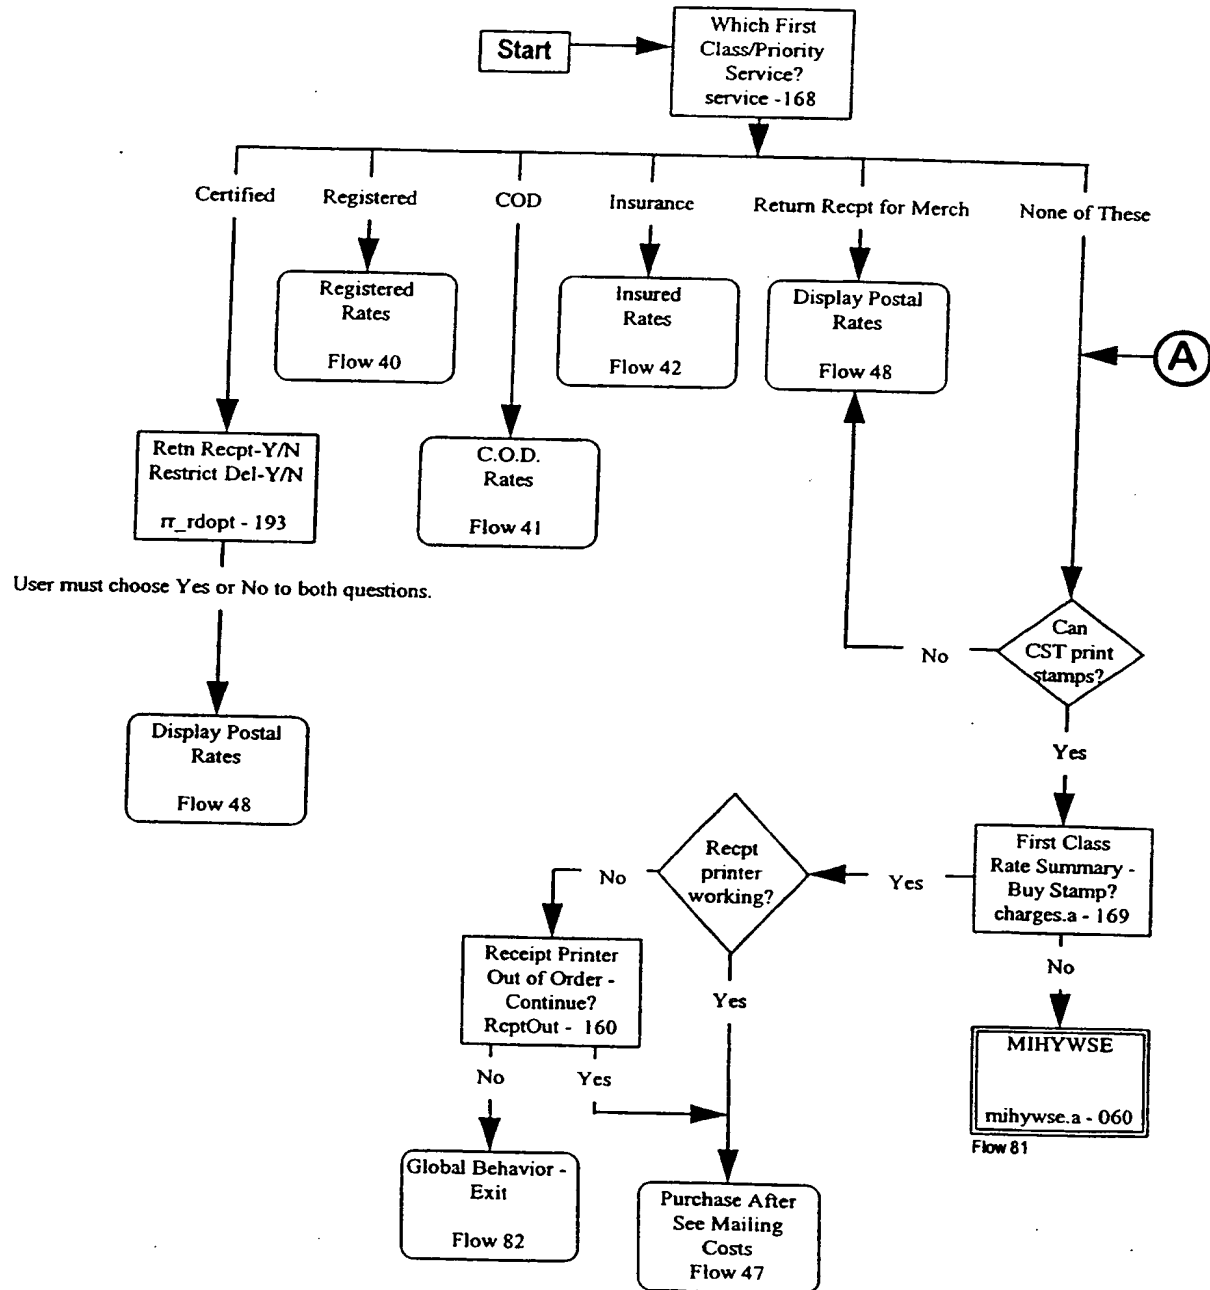 Start
Which First
Class/Priority
Service?
service -168
Certified
Registered
COD
Insurance
Return Recpt for Merch
None of These
Registered
Rates
Flow 40
Insured
Rates
Flow 42
Display Postal
Rates
Flow 48
A
Retn Recpt-Y/N
Restrict Del-Y/N
rr_rdopt - 193
C.O.D.
Rates
Flow 41
User must choose Yes or No to both questions.
Can
CST print
stamps?
No
Yes
Display Postal
Rates
Flow 48
First Class
Rate Summary -
Buy Stamp?
charges.a - 169
Yes
Recpt
printer
working?
No
Receipt Printer
Out of Order -
Continue?
RcptOut - 160
Yes
No
No
Yes
MIHYWSE
mihywse.a - 060
Flow 81
Global Behavior -
Exit
Flow 82
Purchase After
See Mailing
Costs
Flow 47